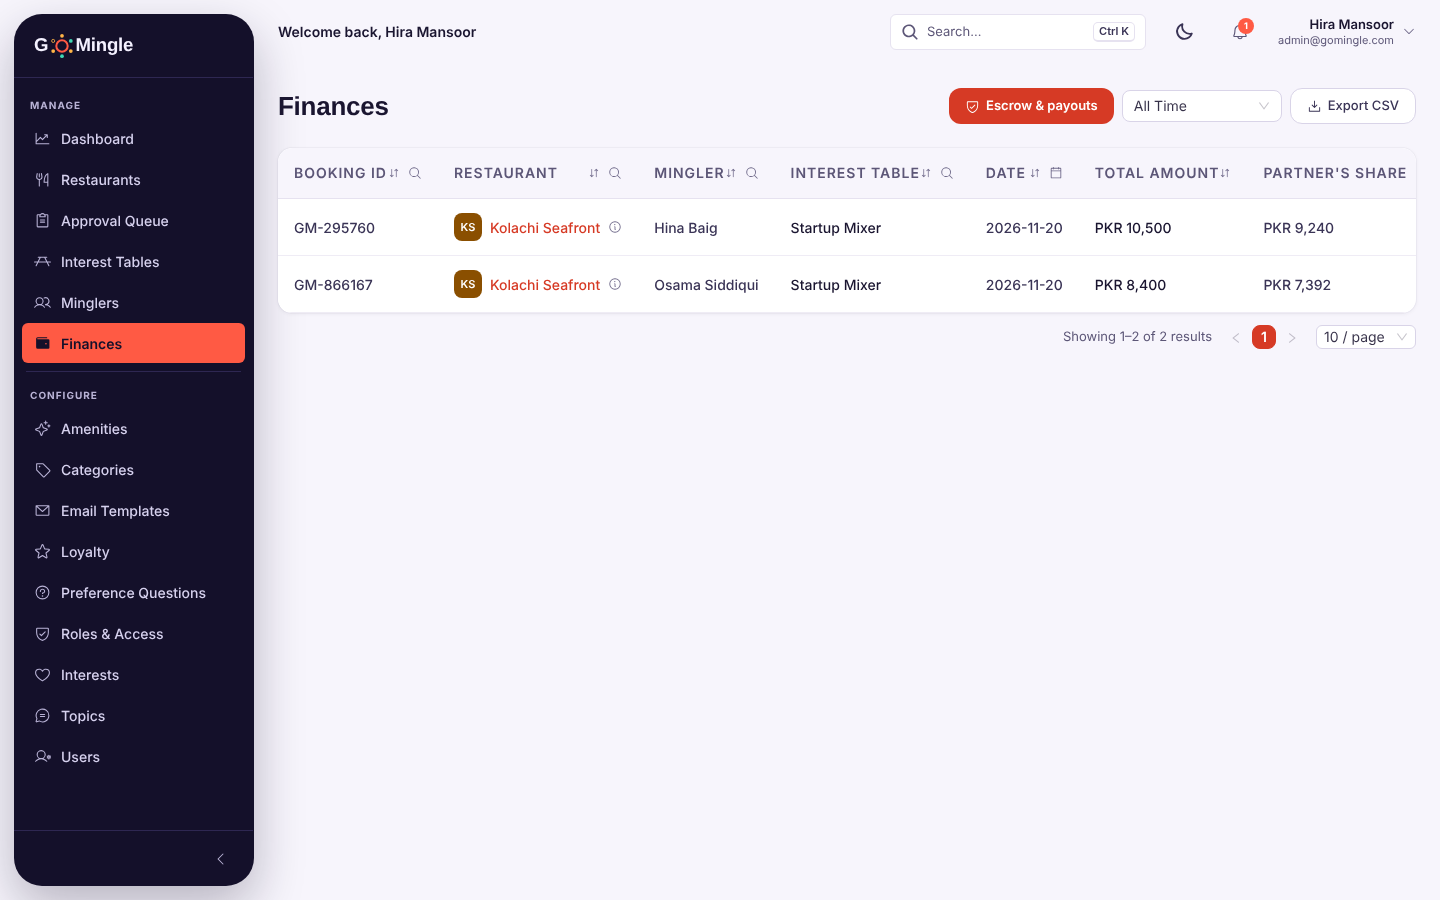 GoMingle
Welcome back, Hira Mansoor
Search...
Ctrl K
1
Hira Mansoor
admin@gomingle.com
MANAGE
Dashboard
Restaurants
Approval Queue
Interest Tables
Minglers
Finances
CONFIGURE
Amenities
Categories
Email Templates
Loyalty
Preference Questions
Roles & Access
Interests
Topics
Users
Finances
Escrow & payouts
All Time
Export CSV
BOOKING ID RESTAURANT MINGLER INTEREST TABLE DATE TOTAL AMOUNT PARTNER'S SHARE
GM-295760 KS Kolachi Seafront Hina Baig Startup Mixer 2026-11-20 PKR 10,500 PKR 9,240
GM-866167 KS Kolachi Seafront Osama Siddiqui Startup Mixer 2026-11-20 PKR 8,400 PKR 7,392
Showing 1–2 of 2 results 1 10 / page